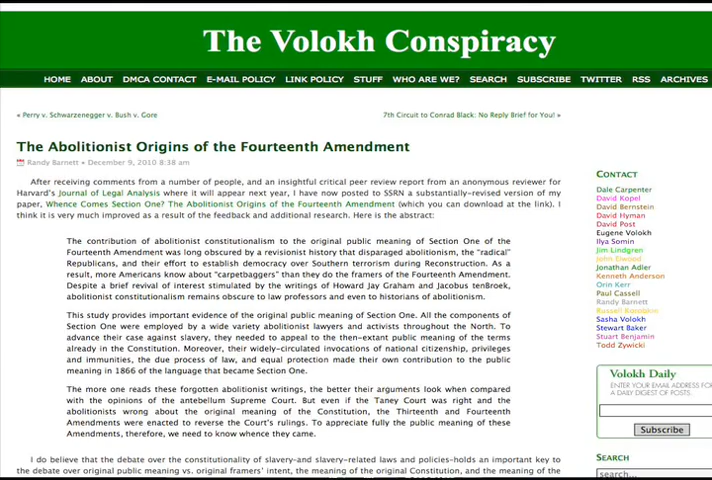 The Volokh Conspiracy
HOME ABOUT DMCA CONTACT E-MAIL POLICY LINK POLICY STUFF WHO ARE WE? SEARCH SUBSCRIBE TWITTER RSS ARCHIVES
« Perry v. Schwarzenegger v. Bush v. Gore
7th Circuit to Conrad Black: No Reply Brief for You! »
The Abolitionist Origins of the Fourteenth Amendment
Randy Barnett • December 9, 2010 8:38 am
After receiving comments from a number of people, and an insightful critical peer review report from an anonymous reviewer for
Harvard's Journal of Legal Analysis where it will appear next year, I have now posted to SSRN a substantially-revised version of my
paper, Whence Comes Section One? The Abolitionist Origins of the Fourteenth Amendment (which you can download at the link). I
think it is very much improved as a result of the feedback and additional research. Here is the abstract:
The contribution of abolitionist constitutionalism to the original public meaning of Section One of the
Fourteenth Amendment was long obscured by a revisionist history that disparaged abolitionism, the "radical"
Republicans, and their effort to establish democracy over Southern terrorism during Reconstruction. As a
result, more Americans know about "carpetbaggers" than they do the framers of the Fourteenth Amendment.
Despite a brief revival of interest stimulated by the writings of Howard Jay Graham and Jacobus tenBroek,
abolitionist constitutionalism remains obscure to law professors and even to historians of abolitionism.
This study provides important evidence of the original public meaning of Section One. All the components of
Section One were employed by a wide variety abolitionist lawyers and activists throughout the North. To
advance their case against slavery, they needed to appeal to the then-extant public meaning of the terms
already in the Constitution. Moreover, their widely-circulated invocations of national citizenship, privileges
and immunities, the due process of law, and equal protection made their own contribution to the public
meaning in 1866 of the language that became Section One.
The more one reads these forgotten abolitionist writings, the better their arguments look when compared
with the opinions of the antebellum Supreme Court. But even if the Taney Court was right and the
abolitionists wrong about the original meaning of the Constitution, the Thirteenth and Fourteenth
Amendments were enacted to reverse the Court's rulings. To appreciate fully the public meaning of these
Amendments, therefore, we need to know whence they came.
I do believe that the debate over the constitutionality of slavery-and slavery-related laws and policies-holds an important key to
the debate over original public meaning vs. original framers' intent, the meaning of the original Constitution, and the meaning of the
CONTACT
Dale Carpenter
David Kopel
David Bernstein
David Hyman
David Post
Eugene Volokh
Ilya Somin
Jim Lindgren
John Elwood
Jonathan Adler
Kenneth Anderson
Orin Kerr
Paul Cassell
Randy Barnett
Russell Korobkin
Sasha Volokh
Stewart Baker
Stuart Benjamin
Todd Zywicki
Volokh Daily
ENTER YOUR EMAIL ADDRESS FOR
A DAILY DIGEST OF POSTS.
Subscribe
SEARCH
search...